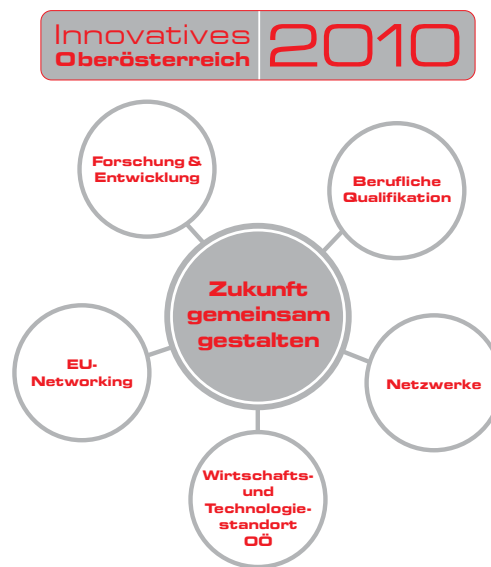 Innovatives
Oberösterreich
2010
Forschung &
Entwicklung
Berufliche
Qualifikation
Zukunft
gemeinsam
gestalten
EU-
Networking
Netzwerke
Wirtschafts-
und
Technologie-
standort
OÖ